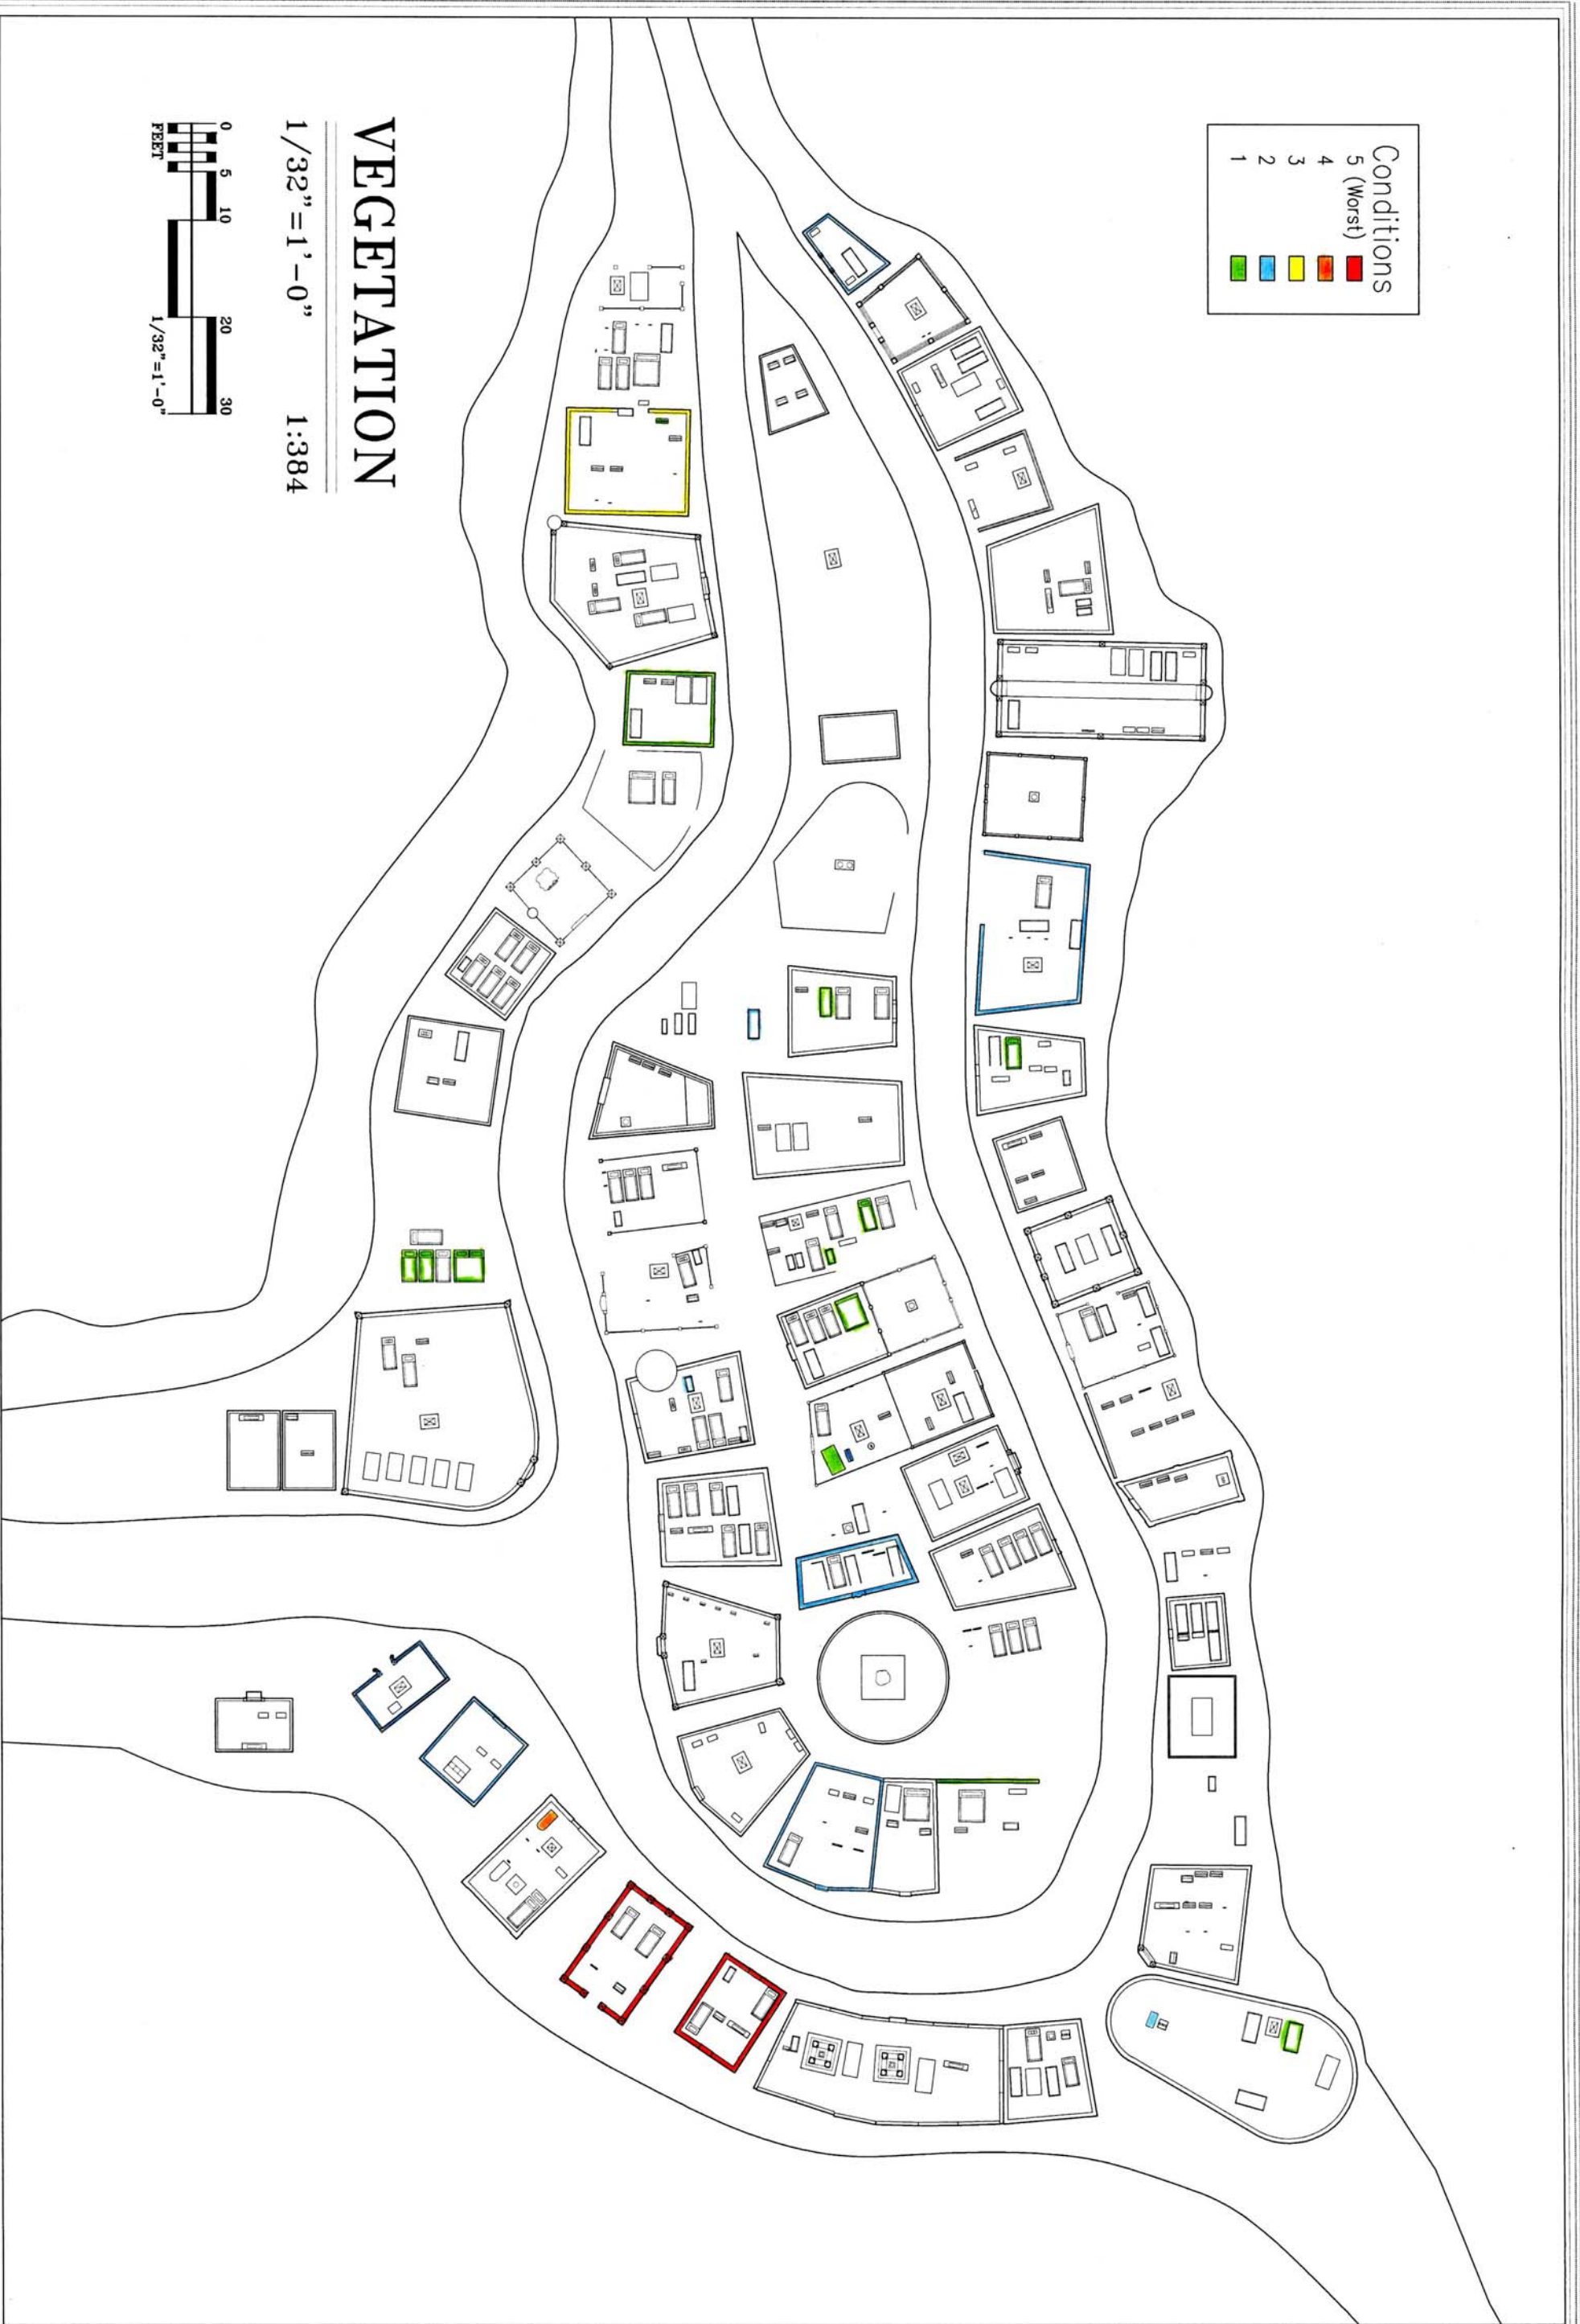 Conditions
5 (Worst)
4
3
2
1
VEGETATION
1/32"=1'-0" 1:384
0 5 10 20 30
FEET
1/32"=1'-0"